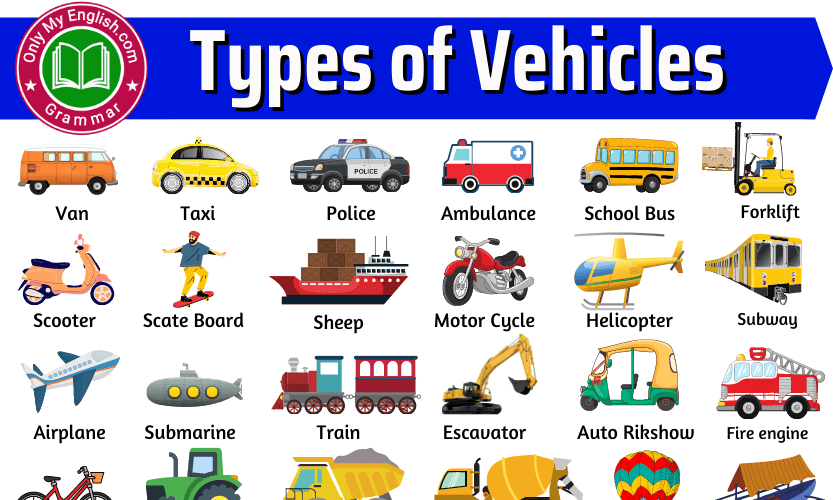 Only My English.com
Grammar
Types of Vehicles
POLICE
Van Taxi Police Ambulance School Bus Forklift
Scooter Scate Board Sheep Motor Cycle Helicopter Subway
Airplane Submarine Train Escavator Auto Rikshow Fire engine